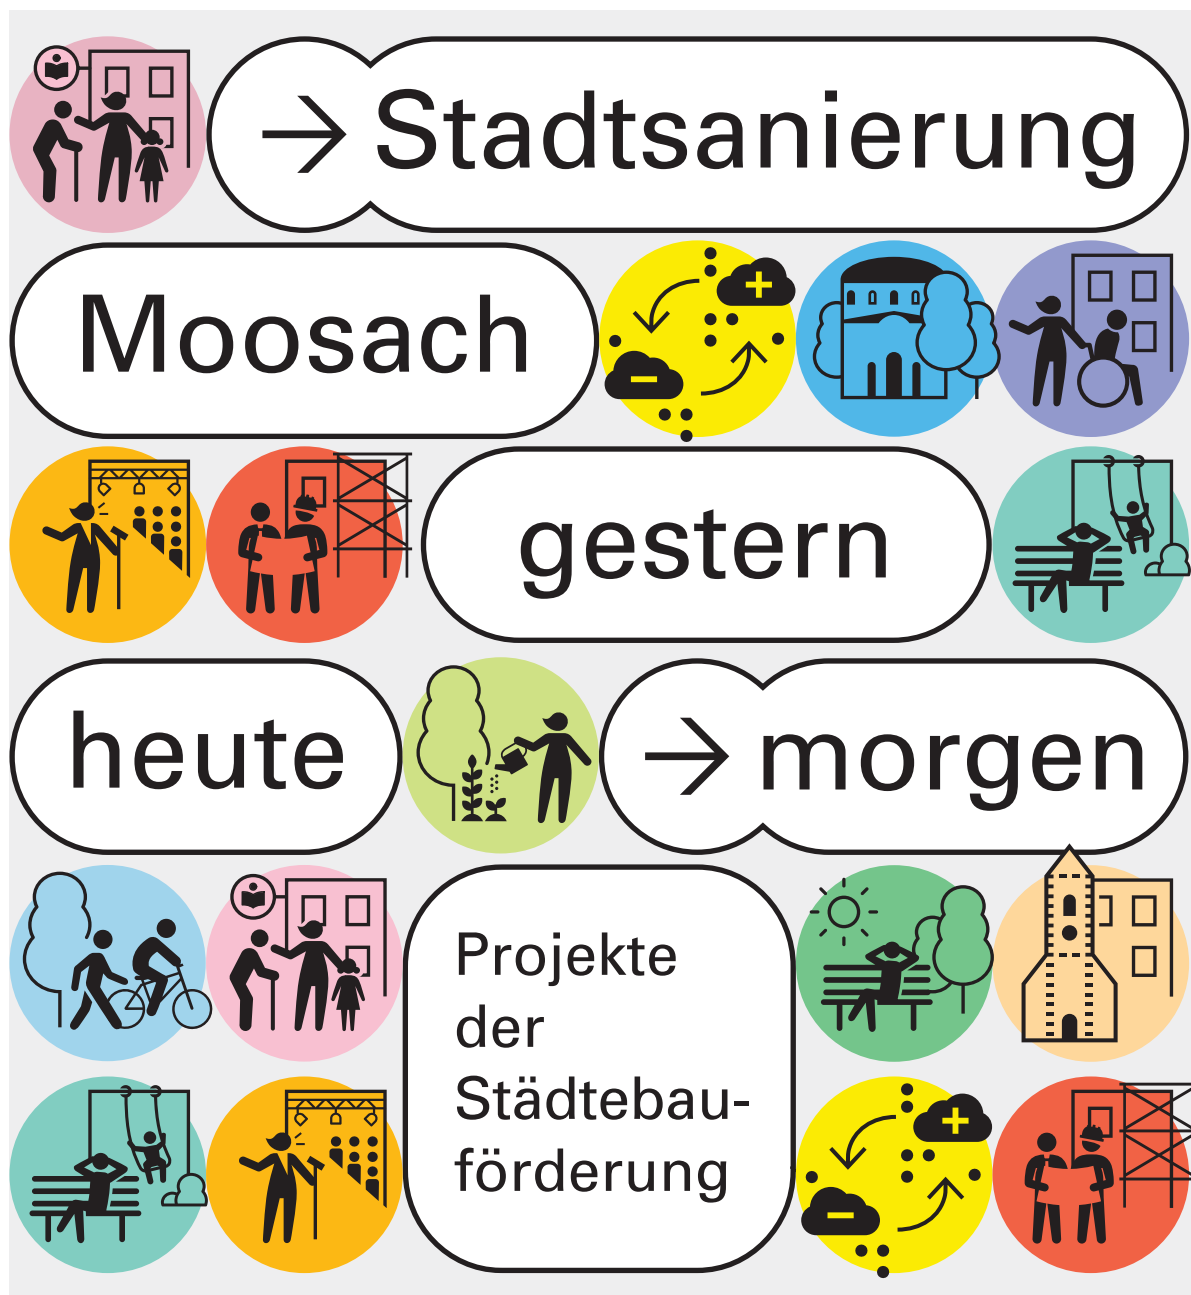 → Stadtsanierung
Moosach
gestern
heute → morgen
Projekte
der
Städtebau-
förderung